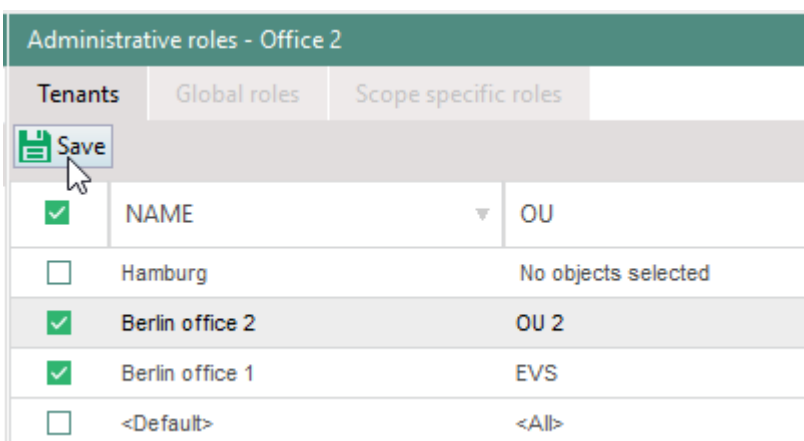 Administrative roles - Office 2
Tenants Global roles Scope specific roles
Save
NAME OU
Hamburg No objects selected
Berlin office 2 OU 2
Berlin office 1 EVS
<Default> <All>